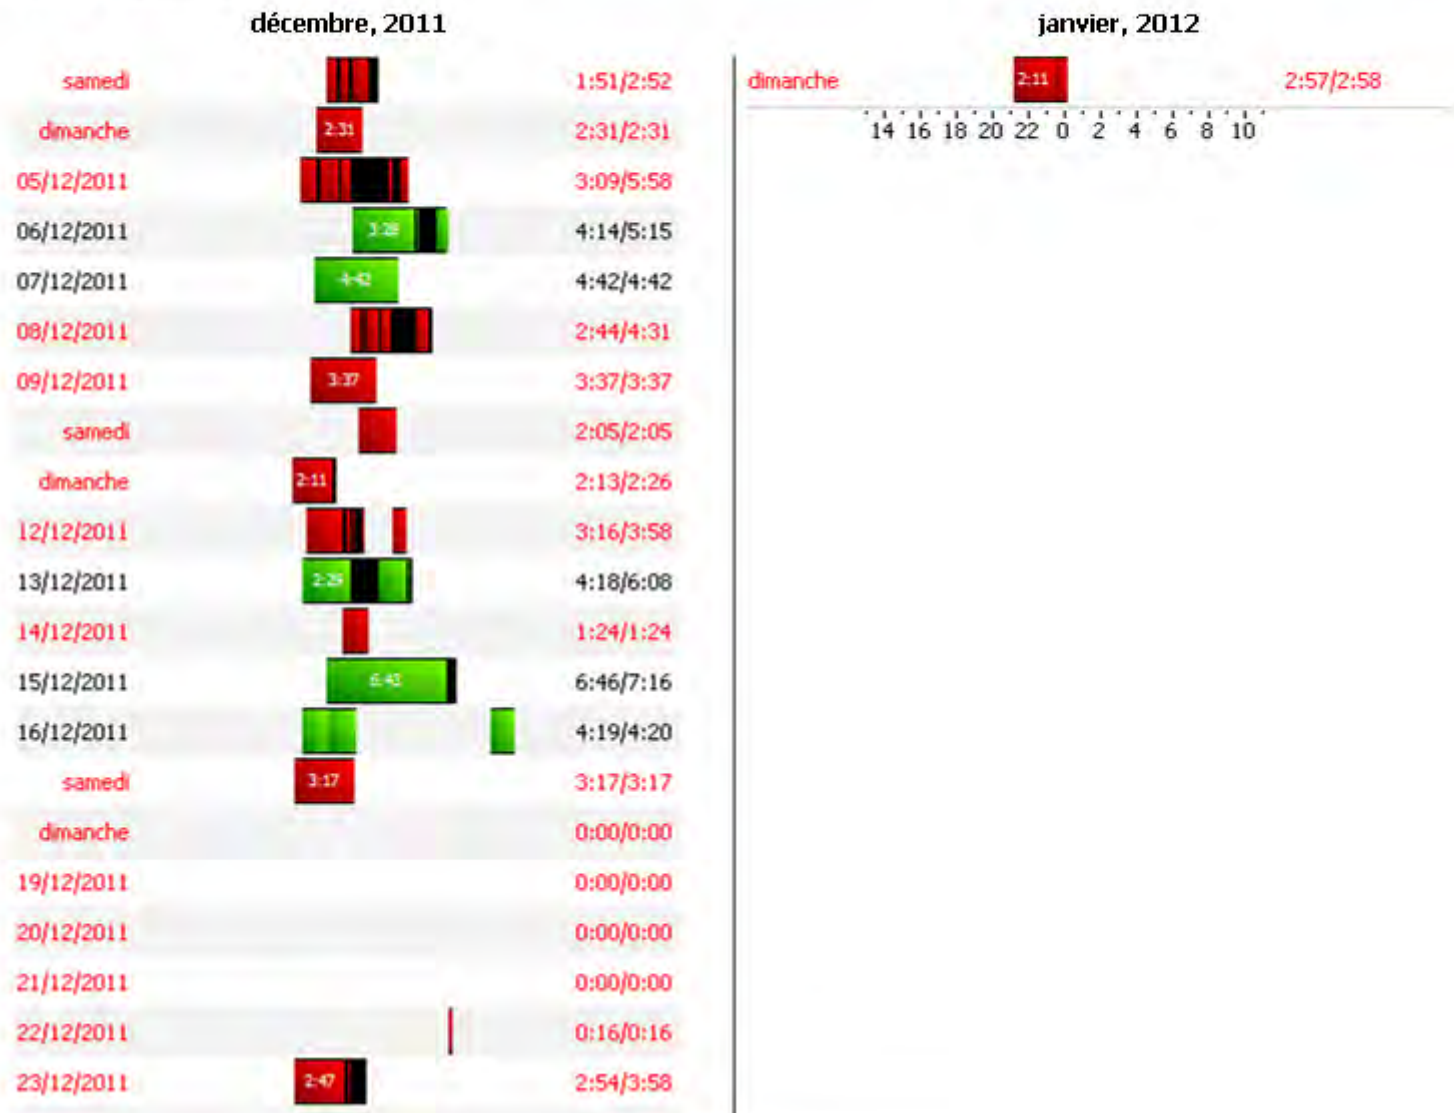 décembre, 2011
samedi 1:51/2:52
dimanche 2:31 2:31/2:31
05/12/2011 3:09/5:58
06/12/2011 3:28 4:14/5:15
07/12/2011 4:42 4:42/4:42
08/12/2011 2:44/4:31
09/12/2011 3:37 3:37/3:37
samedi 2:05/2:05
dimanche 2:11 2:13/2:26
12/12/2011 3:16/3:58
13/12/2011 2:29 4:18/6:08
14/12/2011 1:24/1:24
15/12/2011 6:46/7:16
16/12/2011 4:19/4:20
samedi 3:17 3:17/3:17
dimanche 0:00/0:00
19/12/2011 0:00/0:00
20/12/2011 0:00/0:00
21/12/2011 0:00/0:00
22/12/2011 0:16/0:16
23/12/2011 2:47 2:54/3:58
janvier, 2012
dimanche 2:11 2:57/2:58
14 16 18 20 22 0 2 4 6 8 10